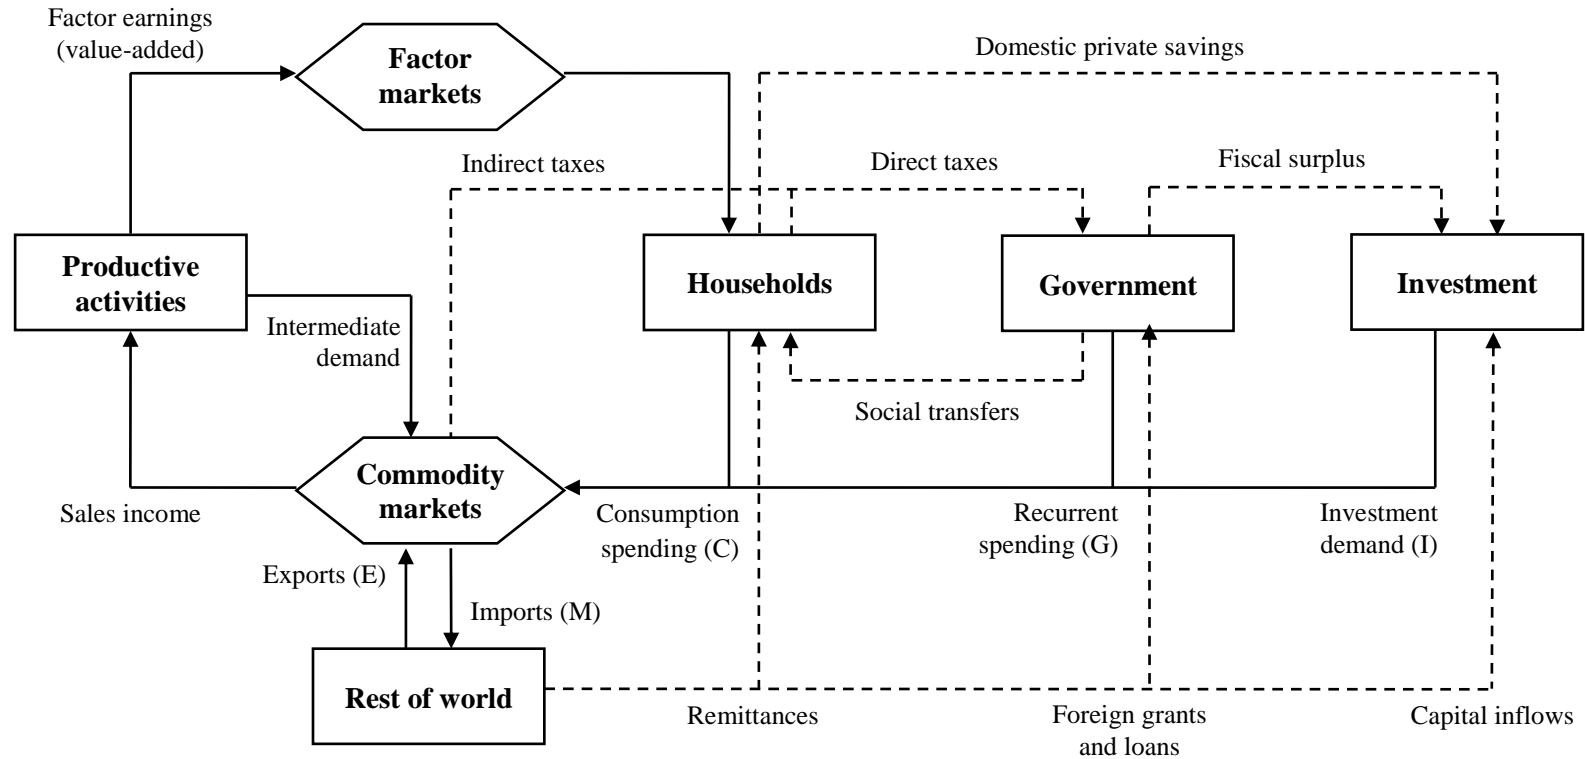 Factor earnings
(value-added)
Factor
markets
Domestic private savings
Indirect taxes
Direct taxes
Fiscal surplus
Productive
activities
Households
Government
Investment
Intermediate
demand
Social transfers
Commodity
markets
Sales income
Consumption
spending (C)
Recurrent
spending (G)
Investment
demand (I)
Exports (E)
Imports (M)
Rest of world
Remittances
Foreign grants
and loans
Capital inflows